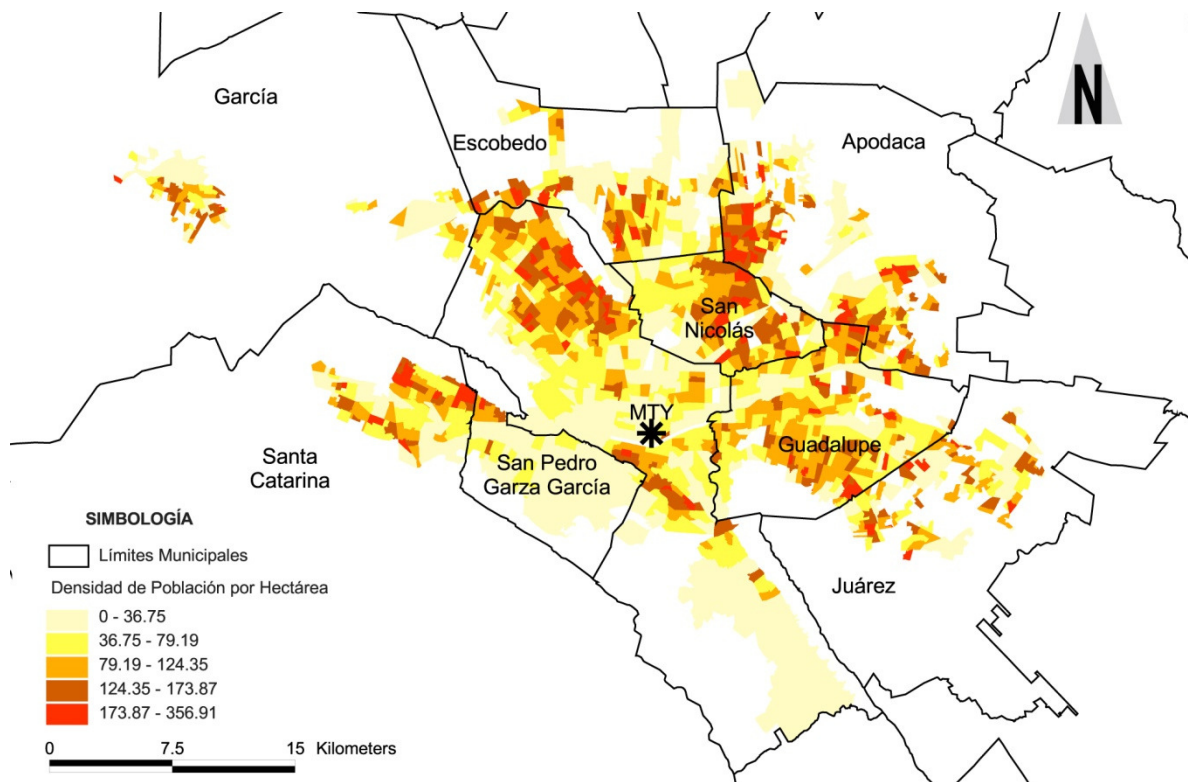 N
García
Escobedo
Apodaca
San
Nicolás
MTY
Guadalupe
Santa
Catarina
San Pedro
Garza García
Juárez
SIMBOLOGÍA
Límites Municipales
Densidad de Población por Hectárea
0 - 36.75
36.75 - 79.19
79.19 - 124.35
124.35 - 173.87
173.87 - 356.91
0 7.5 15 Kilometers